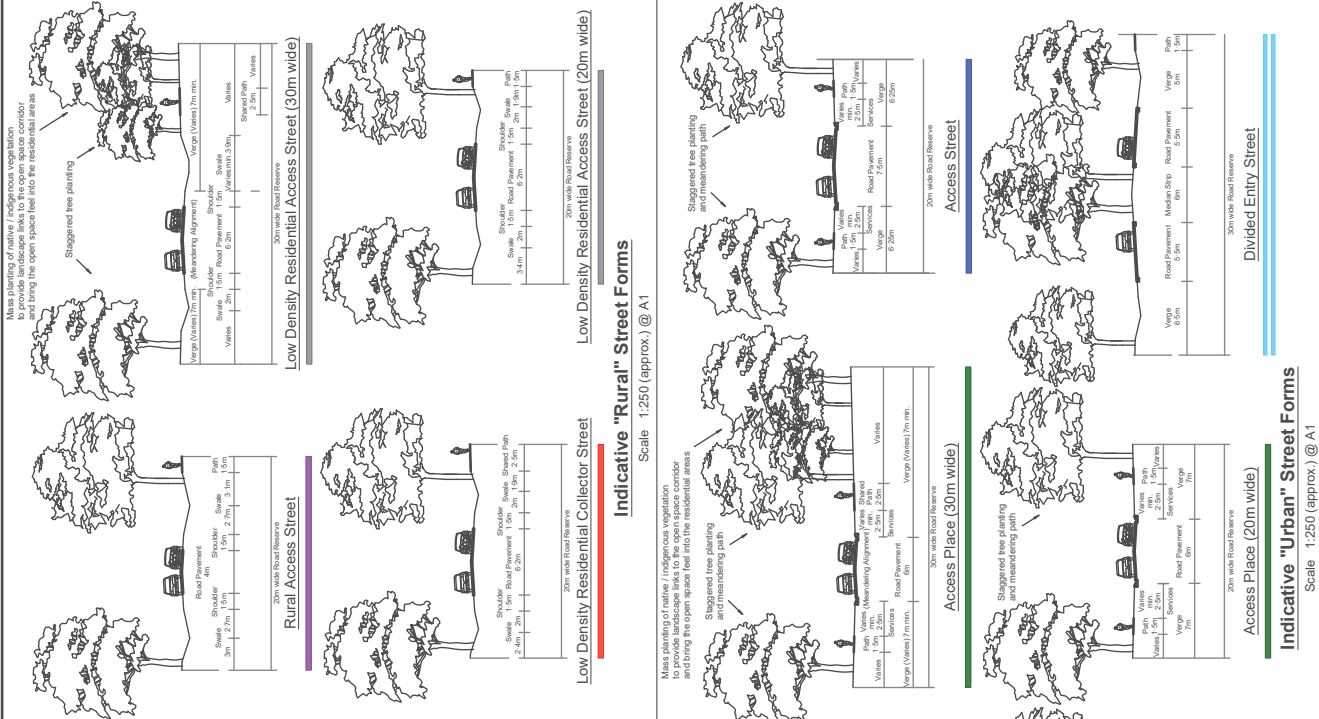 Mass planting of native / indigenous vegetation
to provide landscape links to the open space corridor
and bring the open space feel into the residential areas
Staggered tree planting
3m
Swale
2·7m
Shoulder
1·5m
Road Pavement
4m
Shoulder
1·5m
2·7m
Swale
3·1m
Path
1·5m
20m wide Road Reserve
Rural Access Street
Verge (Varies) 7m min.
(Meandering Alignment)
Verge (Varies) 7m min.
Varies
Swale
2m
Shoulder
1·5m
Road Pavement
6·2m
Shoulder
1·5m
Swale
Varies min.3·9m
Varies
Shared Path
2·5m
Varies
30m wide Road Reserve
Low Density Residential Access Street (30m wide)
2·4m
Swale
2m
Shoulder
1·5m
Road Pavement
6·2m
Shoulder
1·5m
2m
Swale
1·9m
Shared Path
2·5m
20m wide Road Reserve
Low Density Residential Collector Street
3·4m
Swale
2m
Shoulder
1·5m
Road Pavement
6·2m
Shoulder
1·5m
2m
Swale
1·9m
Path
1·5m
20m wide Road Reserve
Low Density Residential Access Street (20m wide)
Indicative "Rural" Street Forms
Scale 1:250 (approx.) @ A1
Mass planting of native / indigenous vegetation
to provide landscape links to the open space corridor
and bring the open space feel into the residential areas
Staggered tree planting
and meandering path
Varies
Path
1·5m
Varies
min.
2·5m
Services
(Meandering Alignment)
Road Pavement
6m
Varies
min.
2·5m
Services
Shared
Path
2·5m
Varies
Verge (Varies) 7m min.
Verge (Varies) 7m min.
30m wide Road Reserve
Access Place (30m wide)
Staggered tree planting
and meandering path
Varies
Path
1·5m
Varies
min.
2·5m
Services
Verge
6·25m
Road Pavement
7·5m
Varies
min.
2·5m
Services
Path
1·5m
Varies
Verge
6·25m
20m wide Road Reserve
Access Street
Staggered tree planting
and meandering path
Varies
Path
1·5m
Varies
min.
2·5m
Services
Verge
7m
Road Pavement
6m
Varies
min.
2·5m
Services
Path
1·5m
Varies
Verge
7m
20m wide Road Reserve
Access Place (20m wide)
Verge
6·5m
Road Pavement
5·5m
Median Strip
6m
Road Pavement
5·5m
Verge
5m
Path
1·5m
30m wide Road Reserve
Divided Entry Street
Indicative "Urban" Street Forms
Scale 1:250 (approx.) @ A1